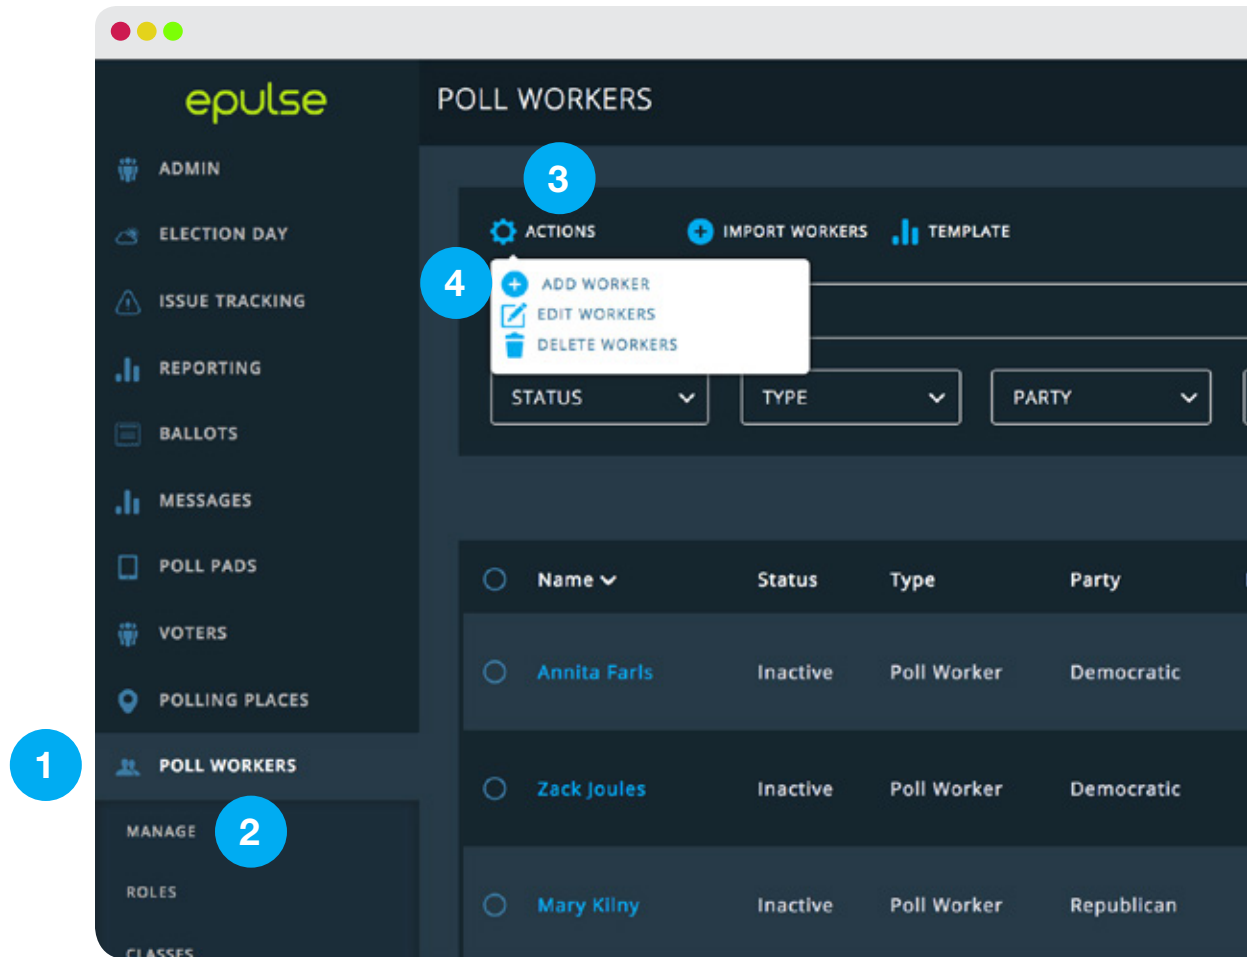 epulse
POLL WORKERS
ADMIN
ELECTION DAY
ISSUE TRACKING
REPORTING
BALLOTS
MESSAGES
POLL PADS
VOTERS
POLLING PLACES
1
POLL WORKERS
MANAGE
2
ROLES
CLASSES
3
ACTIONS IMPORT WORKERS TEMPLATE
4
ADD WORKER
EDIT WORKERS
DELETE WORKERS
STATUS TYPE PARTY
Name Status Type Party
Annita Farls Inactive Poll Worker Democratic
Zack Joules Inactive Poll Worker Democratic
Mary Kilny Inactive Poll Worker Republican